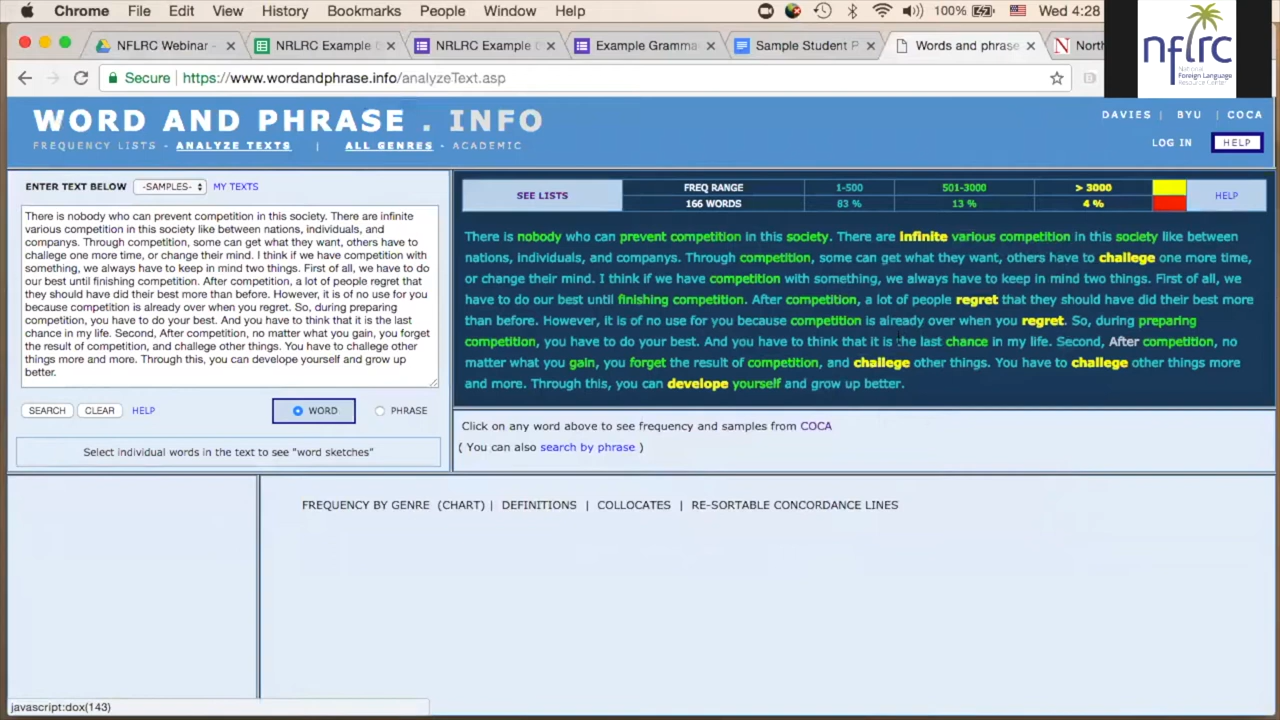 Chrome File Edit View History Bookmarks People Window Help 100% Wed 4:28
NFLRC Webinar - NRLRC Example NRLRC Example Example Gramma Sample Student P Words and phrase North
nflrc
National
Foreign Language
Resource Center
Secure https://www.wordandphrase.info/analyzeText.asp
WORD AND PHRASE . INFO
DAVIES | BYU | COCA
FREQUENCY LISTS - ANALYZE TEXTS | ALL GENRES - ACADEMIC
LOG IN HELP
ENTER TEXT BELOW -SAMPLES- MY TEXTS
There is nobody who can prevent competition in this society. There are infinite
various competition in this society like between nations, individuals, and
companys. Through competition, some can get what they want, others have to
challege one more time, or change their mind. I think if we have competition with
something, we always have to keep in mind two things. First of all, we have to do
our best until finishing competition. After competition, a lot of people regret that
they should have did their best more than before. However, it is of no use for you
because competition is already over when you regret. So, during preparing
competition, you have to do your best. And you have to think that it is the last
chance in my life. Second, After competition, no matter what you gain, you forget
the result of competition, and challege other things. You have to challege other
things more and more. Through this, you can develope yourself and grow up
better.
SEARCH CLEAR HELP WORD PHRASE
Select individual words in the text to see "word sketches"
SEE LISTS FREQ RANGE 1-500 501-3000 > 3000 HELP
166 WORDS 83 % 13 % 4 %
There is nobody who can prevent competition in this society. There are infinite various competition in this society like between
nations, individuals, and companys. Through competition, some can get what they want, others have to challege one more time,
or change their mind. I think if we have competition with something, we always have to keep in mind two things. First of all, we
have to do our best until finishing competition. After competition, a lot of people regret that they should have did their best more
than before. However, it is of no use for you because competition is already over when you regret. So, during preparing
competition, you have to do your best. And you have to think that it is the last chance in my life. Second, After competition, no
matter what you gain, you forget the result of competition, and challege other things. You have to challege other things more
and more. Through this, you can develope yourself and grow up better.
Click on any word above to see frequency and samples from COCA
( You can also search by phrase )
FREQUENCY BY GENRE (CHART) | DEFINITIONS | COLLOCATES | RE-SORTABLE CONCORDANCE LINES
javascript:dox(143)